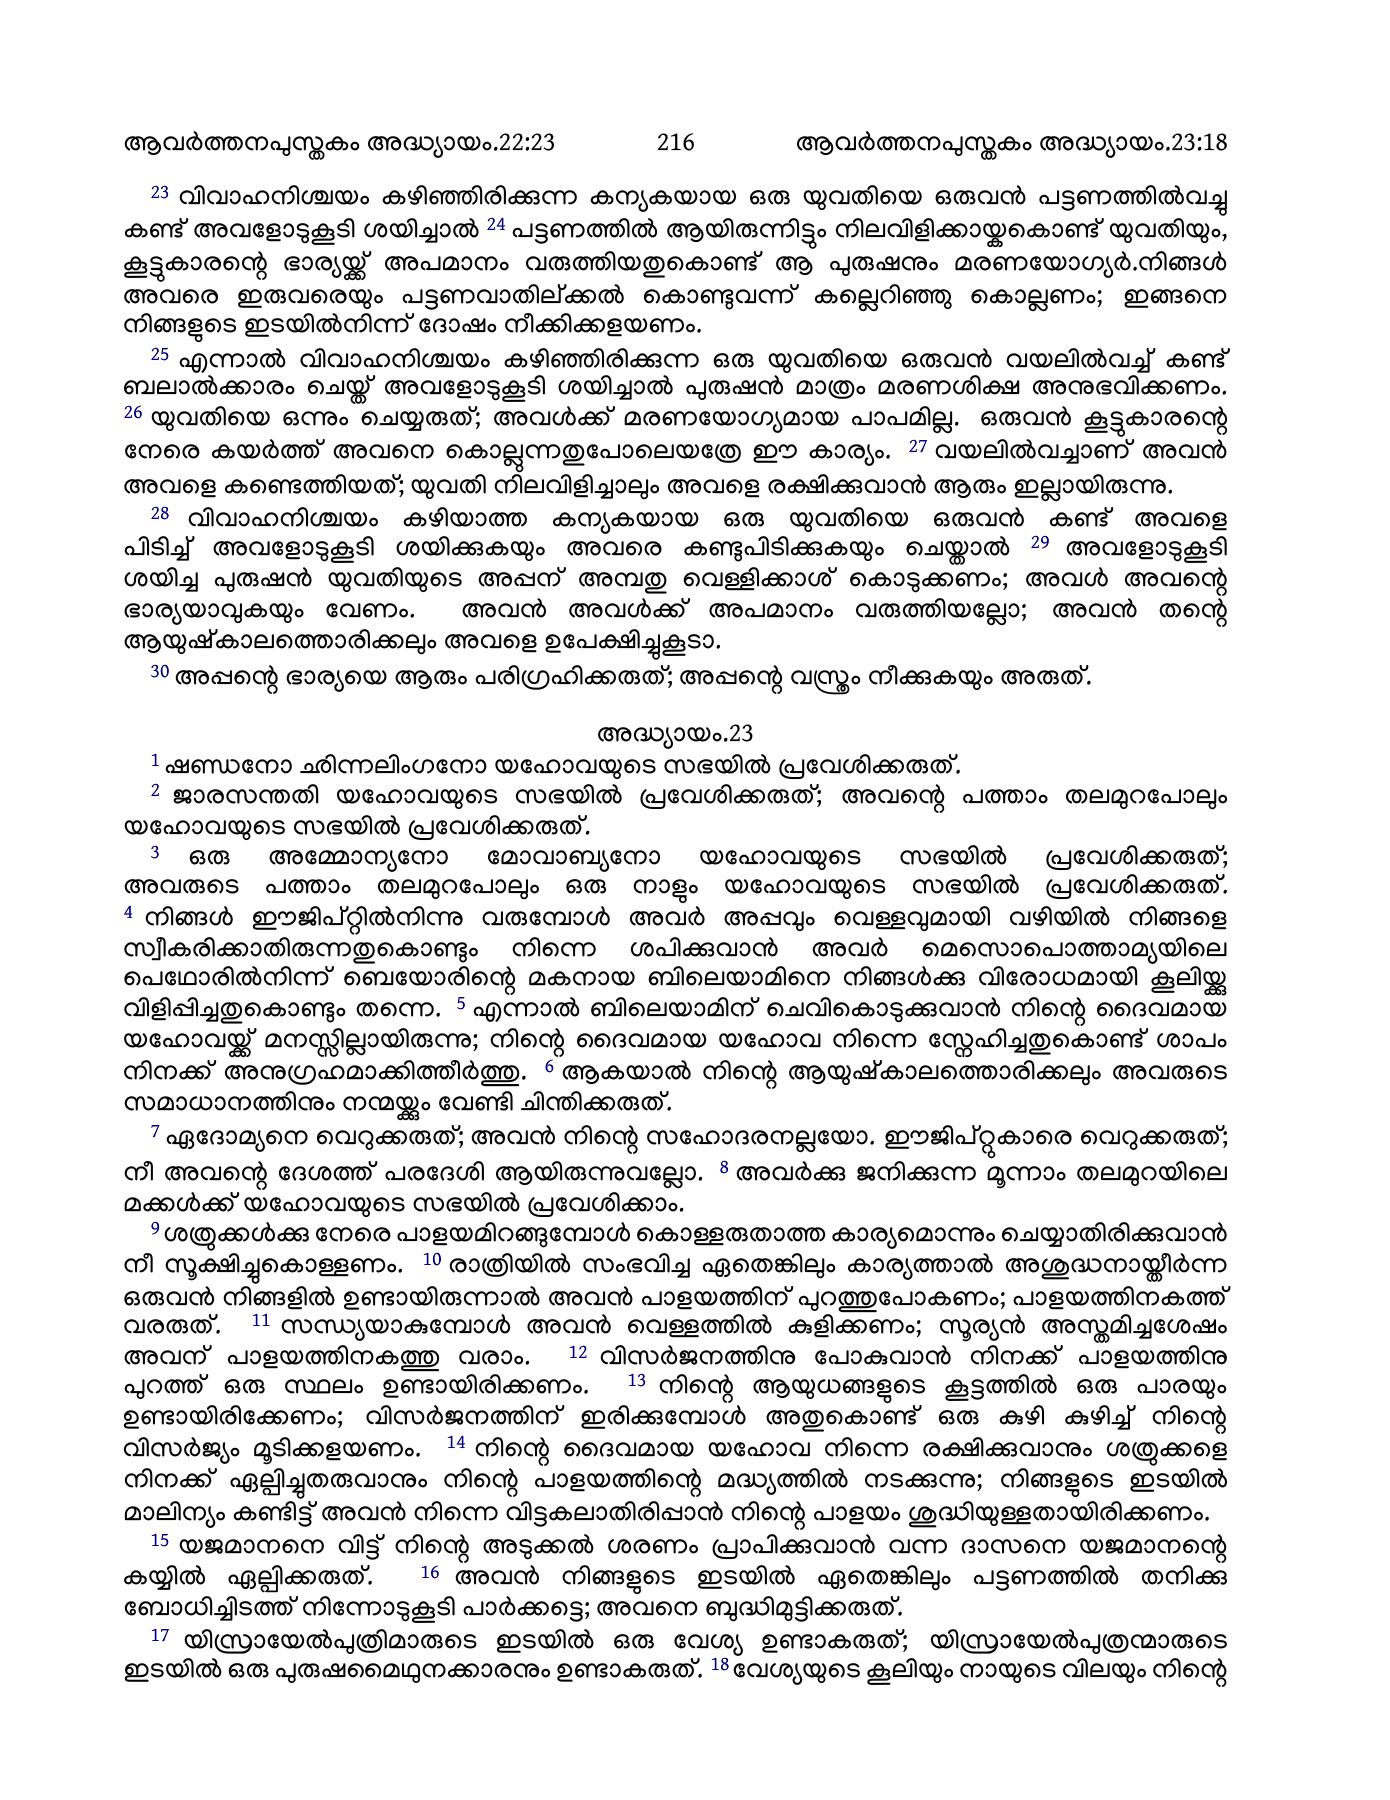 ആവർത്തനപുസ്തകം അദ്ധ്യായം.22:23 216 ആവർത്തനപുസ്തകം അദ്ധ്യായം.23:18
23 വിവാഹനിശ്ചയം കഴിഞ്ഞിരിക്കുന്ന കന്യകയായ ഒരു യുവതിയെ ഒരുവൻ പട്ടണത്തിൽവച്ചു
കണ്ട് അവളോടുകൂടി ശയിച്ചാൽ 24 പട്ടണത്തിൽ ആയിരുന്നിട്ടും നിലവിളിക്കായ്കകൊണ്ട് യുവതിയും,
കൂട്ടുകാരന്റെ ഭാര്യയ്ക്ക് അപമാനം വരുത്തിയതുകൊണ്ട് ആ പുരുഷനും മരണയോഗ്യർ.നിങ്ങൾ
അവരെ ഇരുവരെയും പട്ടണവാതില്ക്കൽ കൊണ്ടുവന്ന് കല്ലെറിഞ്ഞു കൊല്ലണം; ഇങ്ങനെ
നിങ്ങളുടെ ഇടയിൽനിന്ന് ദോഷം നീക്കിക്കളയണം.
25 എന്നാൽ വിവാഹനിശ്ചയം കഴിഞ്ഞിരിക്കുന്ന ഒരു യുവതിയെ ഒരുവൻ വയലിൽവച്ച് കണ്ട്
ബലാൽക്കാരം ചെയ്ത് അവളോടുകൂടി ശയിച്ചാൽ പുരുഷൻ മാത്രം മരണശിക്ഷ അനുഭവിക്കണം.
26 യുവതിയെ ഒന്നും ചെയ്യരുത്; അവൾക്ക് മരണയോഗ്യമായ പാപമില്ല. ഒരുവൻ കൂട്ടുകാരന്റെ
നേരെ കയർത്ത് അവനെ കൊല്ലുന്നതുപോലെയത്രേ ഈ കാര്യം. 27 വയലിൽവച്ചാണ് അവൻ
അവളെ കണ്ടെത്തിയത്; യുവതി നിലവിളിച്ചാലും അവളെ രക്ഷിക്കുവാൻ ആരും ഇല്ലായിരുന്നു.
28 വിവാഹനിശ്ചയം കഴിയാത്ത കന്യകയായ ഒരു യുവതിയെ ഒരുവൻ കണ്ട് അവളെ
പിടിച്ച് അവളോടുകൂടി ശയിക്കുകയും അവരെ കണ്ടുപിടിക്കുകയും ചെയ്താൽ 29 അവളോടുകൂടി
ശയിച്ച പുരുഷൻ യുവതിയുടെ അപ്പന് അമ്പതു വെള്ളിക്കാശ് കൊടുക്കണം; അവൾ അവന്റെ
ഭാര്യയാവുകയും വേണം. അവൻ അവൾക്ക് അപമാനം വരുത്തിയല്ലോ; അവൻ തന്റെ
ആയുഷ്കാലത്തൊരിക്കലും അവളെ ഉപേക്ഷിച്ചുകൂടാ.
30 അപ്പന്റെ ഭാര്യയെ ആരും പരിഗ്രഹിക്കരുത്; അപ്പന്റെ വസ്ത്രം നീക്കുകയും അരുത്.
അദ്ധ്യായം.23
1 ഷണ്ഡനോ ഛിന്നലിംഗനോ യഹോവയുടെ സഭയിൽ പ്രവേശിക്കരുത്.
2 ജാരസന്തതി യഹോവയുടെ സഭയിൽ പ്രവേശിക്കരുത്; അവന്റെ പത്താം തലമുറപോലും
യഹോവയുടെ സഭയിൽ പ്രവേശിക്കരുത്.
3 ഒരു അമ്മോന്യനോ മോവാബ്യനോ യഹോവയുടെ സഭയിൽ പ്രവേശിക്കരുത്;
അവരുടെ പത്താം തലമുറപോലും ഒരു നാളും യഹോവയുടെ സഭയിൽ പ്രവേശിക്കരുത്.
4 നിങ്ങൾ ഈജിപ്റ്റിൽനിന്നു വരുമ്പോൾ അവർ അപ്പവും വെള്ളവുമായി വഴിയിൽ നിങ്ങളെ
സ്വീകരിക്കാതിരുന്നതുകൊണ്ടും നിന്നെ ശപിക്കുവാൻ അവർ മെസൊപൊത്താമ്യയിലെ
പെഥോരിൽനിന്ന് ബെയോരിന്റെ മകനായ ബിലെയാമിനെ നിങ്ങൾക്കു വിരോധമായി കൂലിയ്ക്കു
വിളിപ്പിച്ചതുകൊണ്ടും തന്നെ. 5 എന്നാൽ ബിലെയാമിന് ചെവികൊടുക്കുവാൻ നിന്റെ ദൈവമായ
യഹോവയ്ക്ക് മനസ്സില്ലായിരുന്നു; നിന്റെ ദൈവമായ യഹോവ നിന്നെ സ്നേഹിച്ചതുകൊണ്ട് ശാപം
നിനക്ക് അനുഗ്രഹമാക്കിത്തീർത്തു. 6 ആകയാൽ നിന്റെ ആയുഷ്കാലത്തൊരിക്കലും അവരുടെ
സമാധാനത്തിനും നന്മയ്ക്കും വേണ്ടി ചിന്തിക്കരുത്.
7 ഏദോമ്യനെ വെറുക്കരുത്; അവൻ നിന്റെ സഹോദരനല്ലയോ. ഈജിപ്റ്റുകാരെ വെറുക്കരുത്;
നീ അവന്റെ ദേശത്ത് പരദേശി ആയിരുന്നുവല്ലോ. 8 അവർക്കു ജനിക്കുന്ന മൂന്നാം തലമുറയിലെ
മക്കൾക്ക് യഹോവയുടെ സഭയിൽ പ്രവേശിക്കാം.
9 ശത്രുക്കൾക്കു നേരെ പാളയമിറങ്ങുമ്പോൾ കൊള്ളരുതാത്ത കാര്യമൊന്നും ചെയ്യാതിരിക്കുവാൻ
നീ സൂക്ഷിച്ചുകൊള്ളണം. 10 രാത്രിയിൽ സംഭവിച്ച ഏതെങ്കിലും കാര്യത്താൽ അശുദ്ധനായ്തീർന്ന
ഒരുവൻ നിങ്ങളിൽ ഉണ്ടായിരുന്നാൽ അവൻ പാളയത്തിന് പുറത്തുപോകണം; പാളയത്തിനകത്ത്
വരരുത്. 11 സന്ധ്യയാകുമ്പോൾ അവൻ വെള്ളത്തിൽ കുളിക്കണം; സൂര്യൻ അസ്തമിച്ചശേഷം
അവന് പാളയത്തിനകത്തു വരാം. 12 വിസർജനത്തിനു പോകുവാൻ നിനക്ക് പാളയത്തിനു
പുറത്ത് ഒരു സ്ഥലം ഉണ്ടായിരിക്കണം. 13 നിന്റെ ആയുധങ്ങളുടെ കൂട്ടത്തിൽ ഒരു പാരയും
ഉണ്ടായിരിക്കേണം; വിസർജനത്തിന് ഇരിക്കുമ്പോൾ അതുകൊണ്ട് ഒരു കുഴി കുഴിച്ച് നിന്റെ
വിസർജ്യം മൂടിക്കളയണം. 14 നിന്റെ ദൈവമായ യഹോവ നിന്നെ രക്ഷിക്കുവാനും ശത്രുക്കളെ
നിനക്ക് ഏല്പിച്ചുതരുവാനും നിന്റെ പാളയത്തിന്റെ മദ്ധ്യത്തിൽ നടക്കുന്നു; നിങ്ങളുടെ ഇടയിൽ
മാലിന്യം കണ്ടിട്ട് അവൻ നിന്നെ വിട്ടകലാതിരിപ്പാൻ നിന്റെ പാളയം ശുദ്ധിയുള്ളതായിരിക്കണം.
15 യജമാനനെ വിട്ട് നിന്റെ അടുക്കൽ ശരണം പ്രാപിക്കുവാൻ വന്ന ദാസനെ യജമാനന്റെ
കയ്യിൽ ഏല്പിക്കരുത്. 16 അവൻ നിങ്ങളുടെ ഇടയിൽ ഏതെങ്കിലും പട്ടണത്തിൽ തനിക്കു
ബോധിച്ചിടത്ത് നിന്നോടുകൂടി പാർക്കട്ടെ; അവനെ ബുദ്ധിമുട്ടിക്കരുത്.
17 യിസ്രായേൽപുത്രിമാരുടെ ഇടയിൽ ഒരു വേശ്യ ഉണ്ടാകരുത്; യിസ്രായേൽപുത്രന്മാരുടെ
ഇടയിൽ ഒരു പുരുഷമൈഥുനക്കാരനും ഉണ്ടാകരുത്. 18 വേശ്യയുടെ കൂലിയും നായുടെ വിലയും നിന്റെ